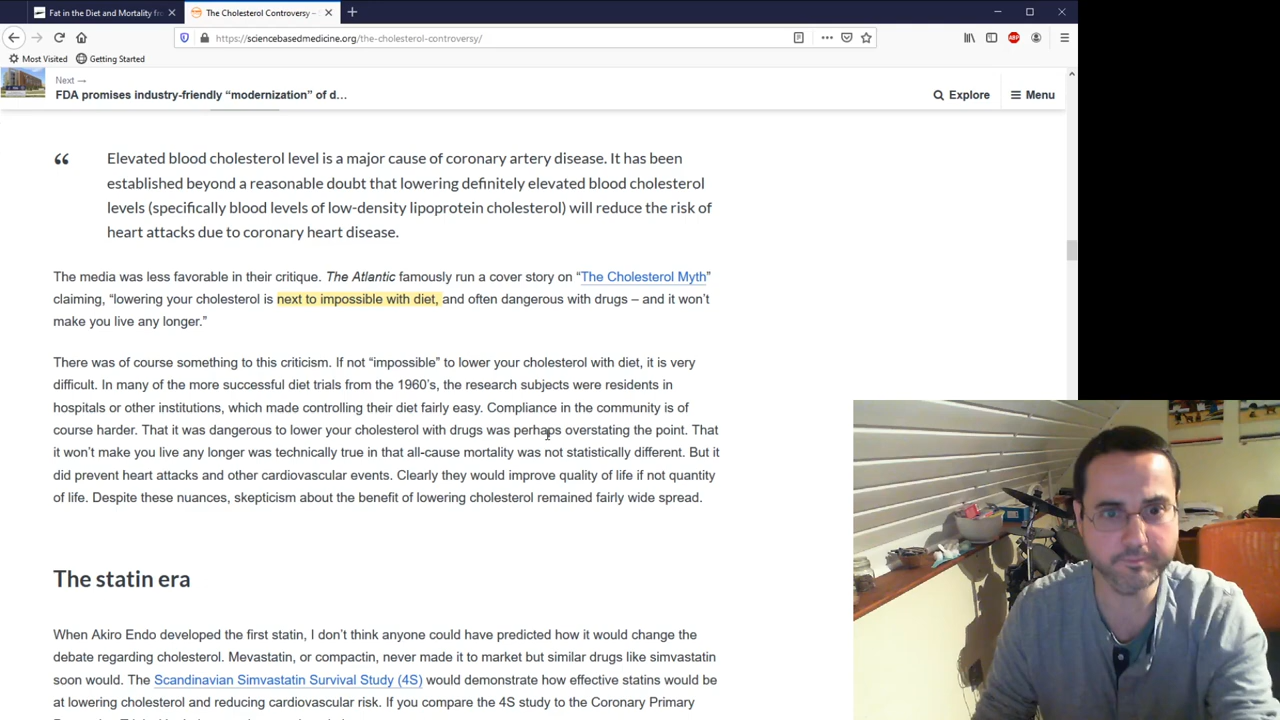 Fat in the Diet and Mortality fr
The Cholesterol Controversy –
https://sciencebasedmedicine.org/the-cholesterol-controversy/
ABP
Most Visited
Getting Started
Next →
FDA promises industry-friendly “modernization” of d…
Explore
Menu
“ Elevated blood cholesterol level is a major cause of coronary artery disease. It has been
established beyond a reasonable doubt that lowering definitely elevated blood cholesterol
levels (specifically blood levels of low-density lipoprotein cholesterol) will reduce the risk of
heart attacks due to coronary heart disease.
The media was less favorable in their critique. The Atlantic famously run a cover story on “The Cholesterol Myth”
claiming, “lowering your cholesterol is next to impossible with diet, and often dangerous with drugs – and it won’t
make you live any longer.”
There was of course something to this criticism. If not “impossible” to lower your cholesterol with diet, it is very
difficult. In many of the more successful diet trials from the 1960’s, the research subjects were residents in
hospitals or other institutions, which made controlling their diet fairly easy. Compliance in the community is of
course harder. That it was dangerous to lower your cholesterol with drugs was perhaps overstating the point. That
it won’t make you live any longer was technically true in that all-cause mortality was not statistically different. But it
did prevent heart attacks and other cardiovascular events. Clearly they would improve quality of life if not quantity
of life. Despite these nuances, skepticism about the benefit of lowering cholesterol remained fairly wide spread.
The statin era
When Akiro Endo developed the first statin, I don’t think anyone could have predicted how it would change the
debate regarding cholesterol. Mevastatin, or compactin, never made it to market but similar drugs like simvastatin
soon would. The Scandinavian Simvastatin Survival Study (4S) would demonstrate how effective statins would be
at lowering cholesterol and reducing cardiovascular risk. If you compare the 4S study to the Coronary Primary